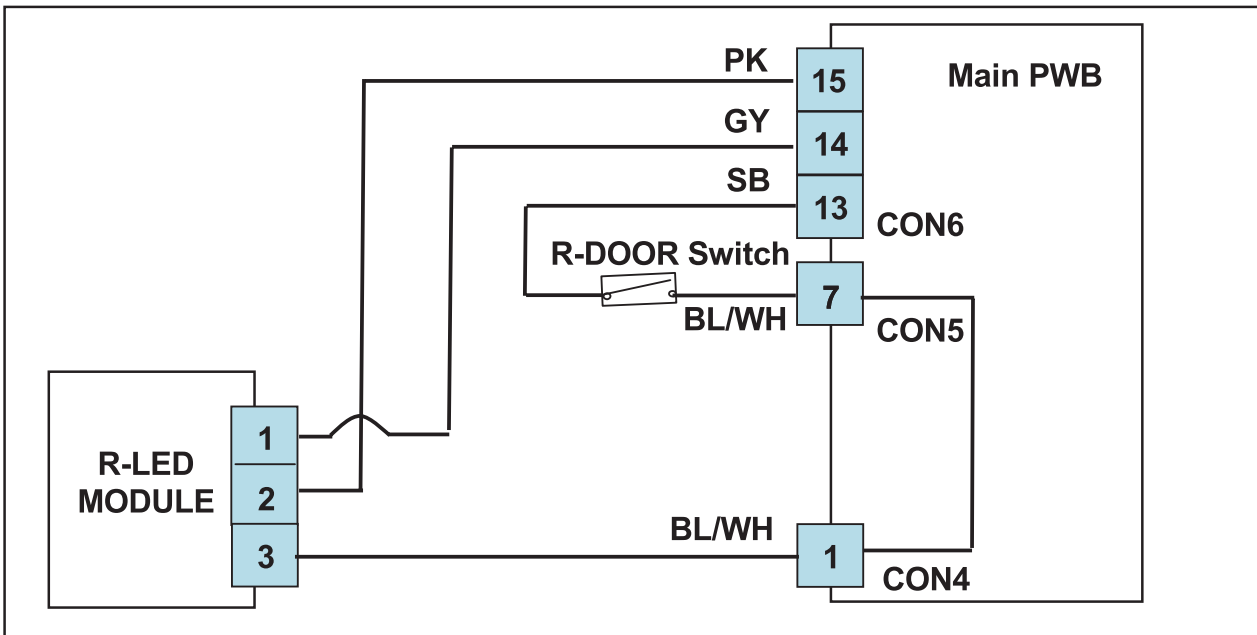 PK
15
Main PWB
GY
14
SB
13
CON6
R-DOOR Switch
7
BL/WH
CON5
1
R-LED
MODULE
2
3
BL/WH
1
CON4